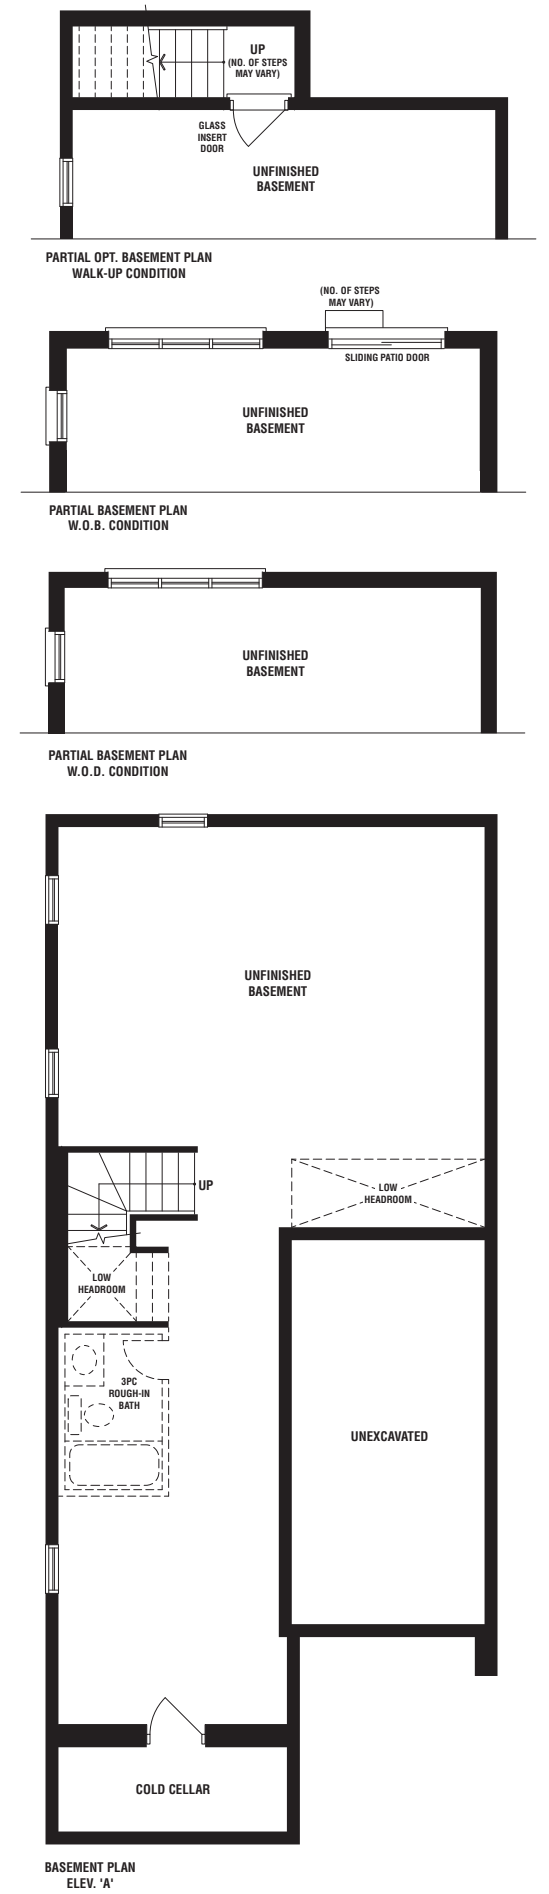 UP
(NO. OF STEPS
MAY VARY)
GLASS
INSERT
DOOR
UNFINISHED
BASEMENT
PARTIAL OPT. BASEMENT PLAN
WALK-UP CONDITION
(NO. OF STEPS
MAY VARY)
SLIDING PATIO DOOR
UNFINISHED
BASEMENT
PARTIAL BASEMENT PLAN
W.O.B. CONDITION
UNFINISHED
BASEMENT
PARTIAL BASEMENT PLAN
W.O.D. CONDITION
UNFINISHED
BASEMENT
UP
LOW
HEADROOM
LOW
HEADROOM
3PC
ROUGH-IN
BATH
UNEXCAVATED
COLD CELLAR
BASEMENT PLAN
ELEV. 'A'